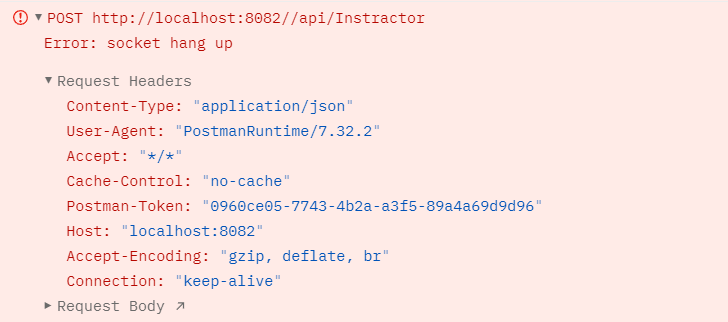 POST http://localhost:8082//api/Instractor
Error: socket hang up
Request Headers
Content-Type: "application/json"
User-Agent: "PostmanRuntime/7.32.2"
Accept: "*/*"
Cache-Control: "no-cache"
Postman-Token: "0960ce05-7743-4b2a-a3f5-89a4a69d9d96"
Host: "localhost:8082"
Accept-Encoding: "gzip, deflate, br"
Connection: "keep-alive"
Request Body ↗